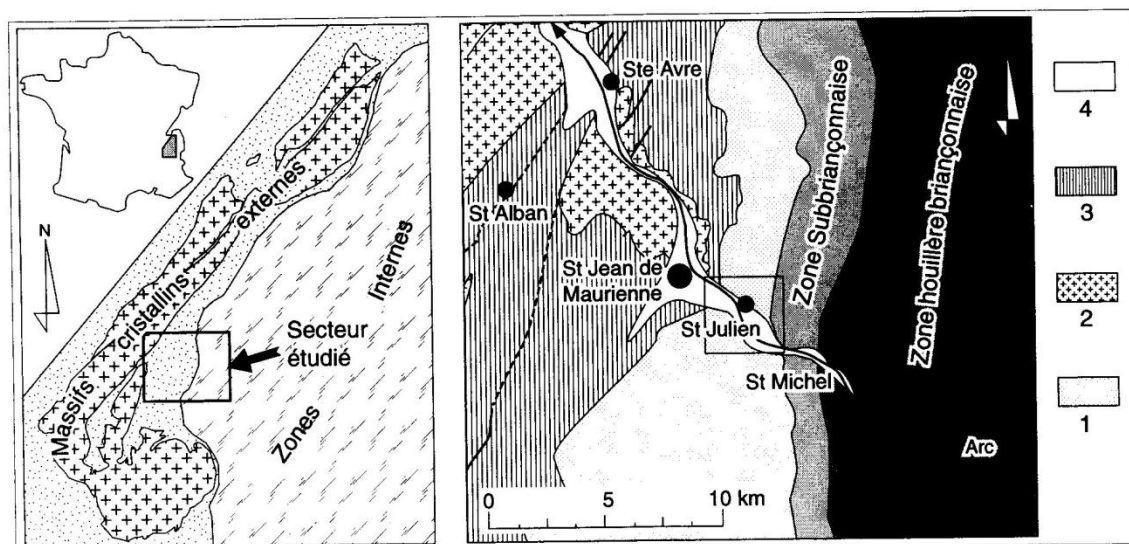 N
Massifs
cristallins
externes
Zones
Internes
Secteur
étudié
Ste Avre
St Alban
St Jean de
Maurienne
St Julien
St Michel
Zone Subbriançonnaise
Zone houillère briançonnaise
Arc
0 5 10 km
4
3
2
1